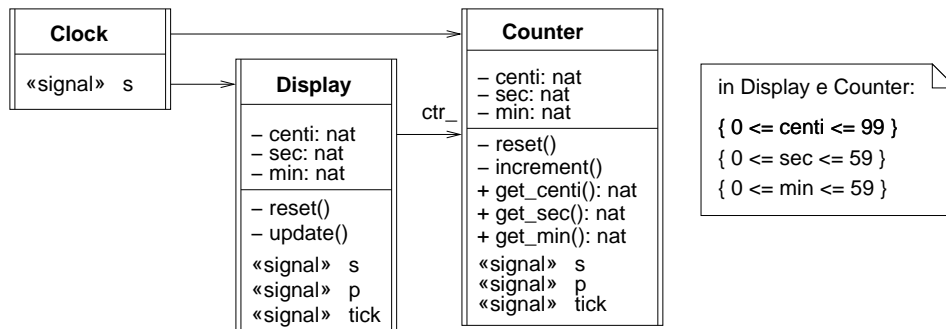 Clock
«signal» s
Display
– centi: nat
– sec: nat
– min: nat
– reset()
– update()
«signal» s
«signal» p
«signal» tick
ctr_
Counter
– centi: nat
– sec: nat
– min: nat
– reset()
– increment()
+ get_centi(): nat
+ get_sec(): nat
+ get_min(): nat
«signal» s
«signal» p
«signal» tick
in Display e Counter:
{ 0 <= centi <= 99 }
{ 0 <= sec <= 59 }
{ 0 <= min <= 59 }